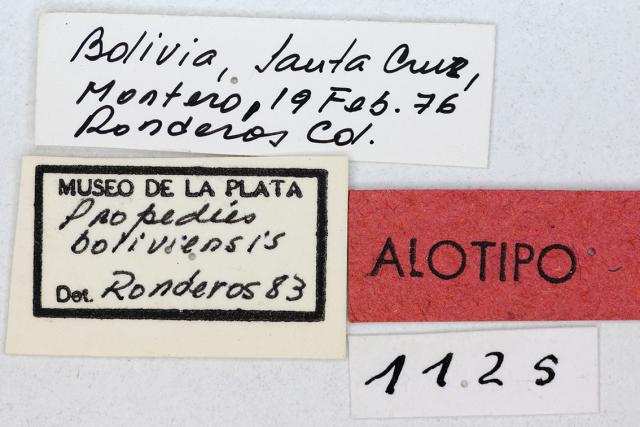 Bolivia, Santa Cruz,
Montero, 19 Feb. 76
Ronderos Col.
MUSEO DE LA PLATA
Propedies
boliviensis
Det. Ronderos 83
ALOTIPO
112 s